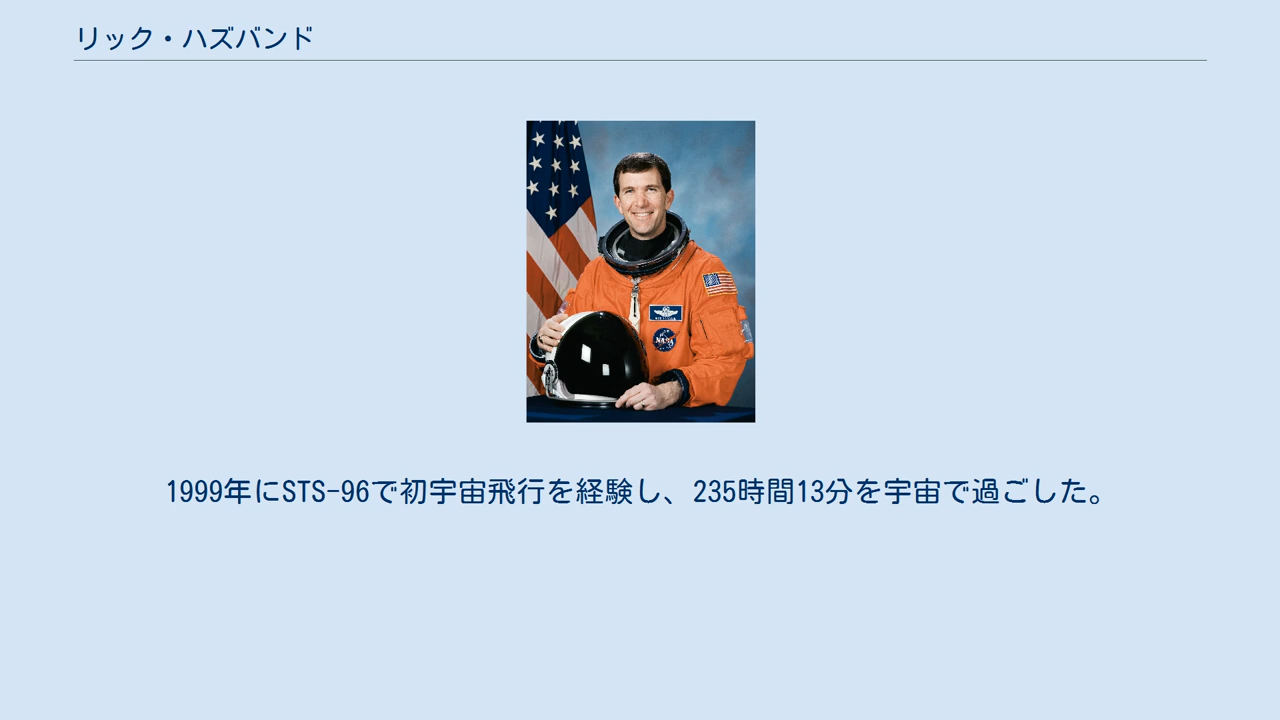 リック・ハズバンド
NASA
1999年にSTS-96で初宇宙飛行を経験し、235時間13分を宇宙で過ごした。